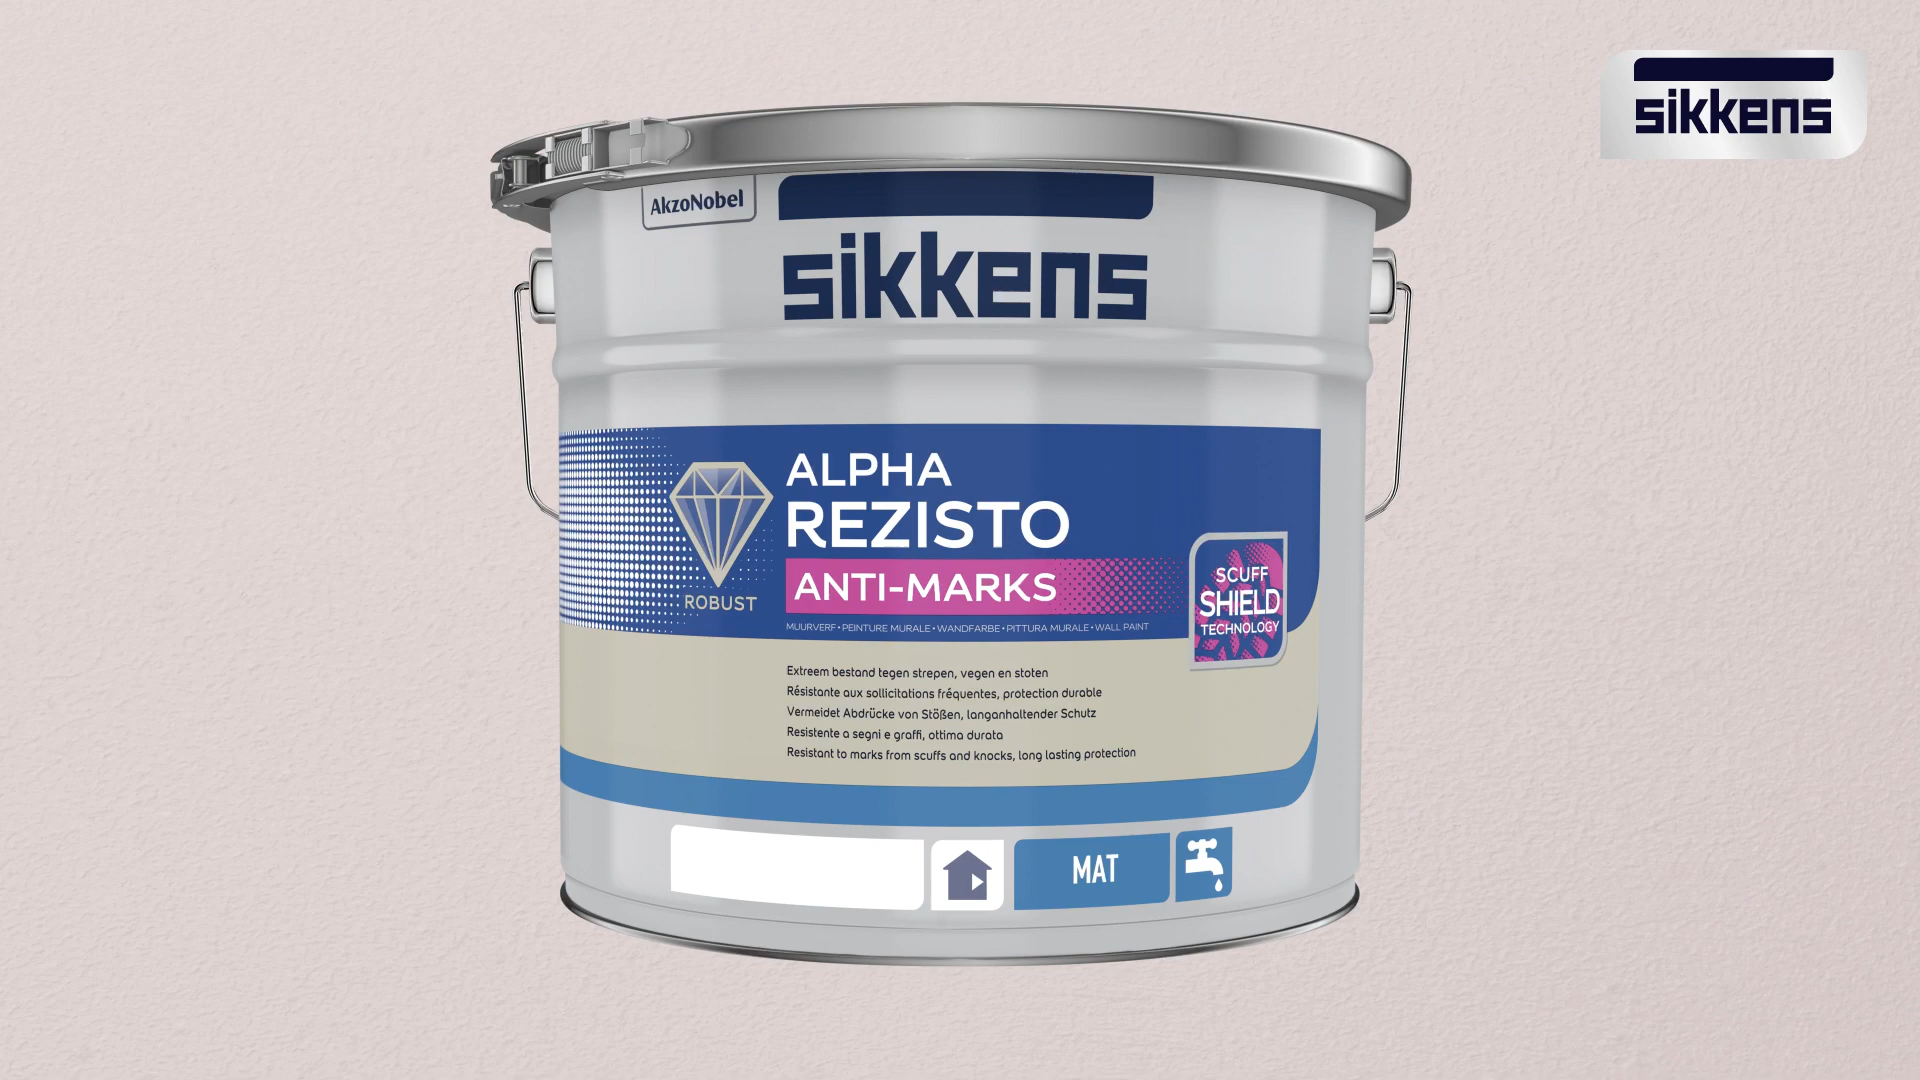 sikkens
AkzoNobel
sikkens
ALPHA
REZISTO
ANTI-MARKS
ROBUST
SCUFF
SHIELD
TECHNOLOGY
MUURVERF • PEINTURE MURALE • WANDFARBE • PITTURA MURALE • WALL PAINT
Extreem bestand tegen strepen, vegen en stoten
Résistante aux sollicitations fréquentes, protection durable
Vermeidet Abdrücke von Stößen, langanhaltender Schutz
Resistente a segni e graffi, ottima durata
Resistant to marks from scuffs and knocks, long lasting protection
MAT